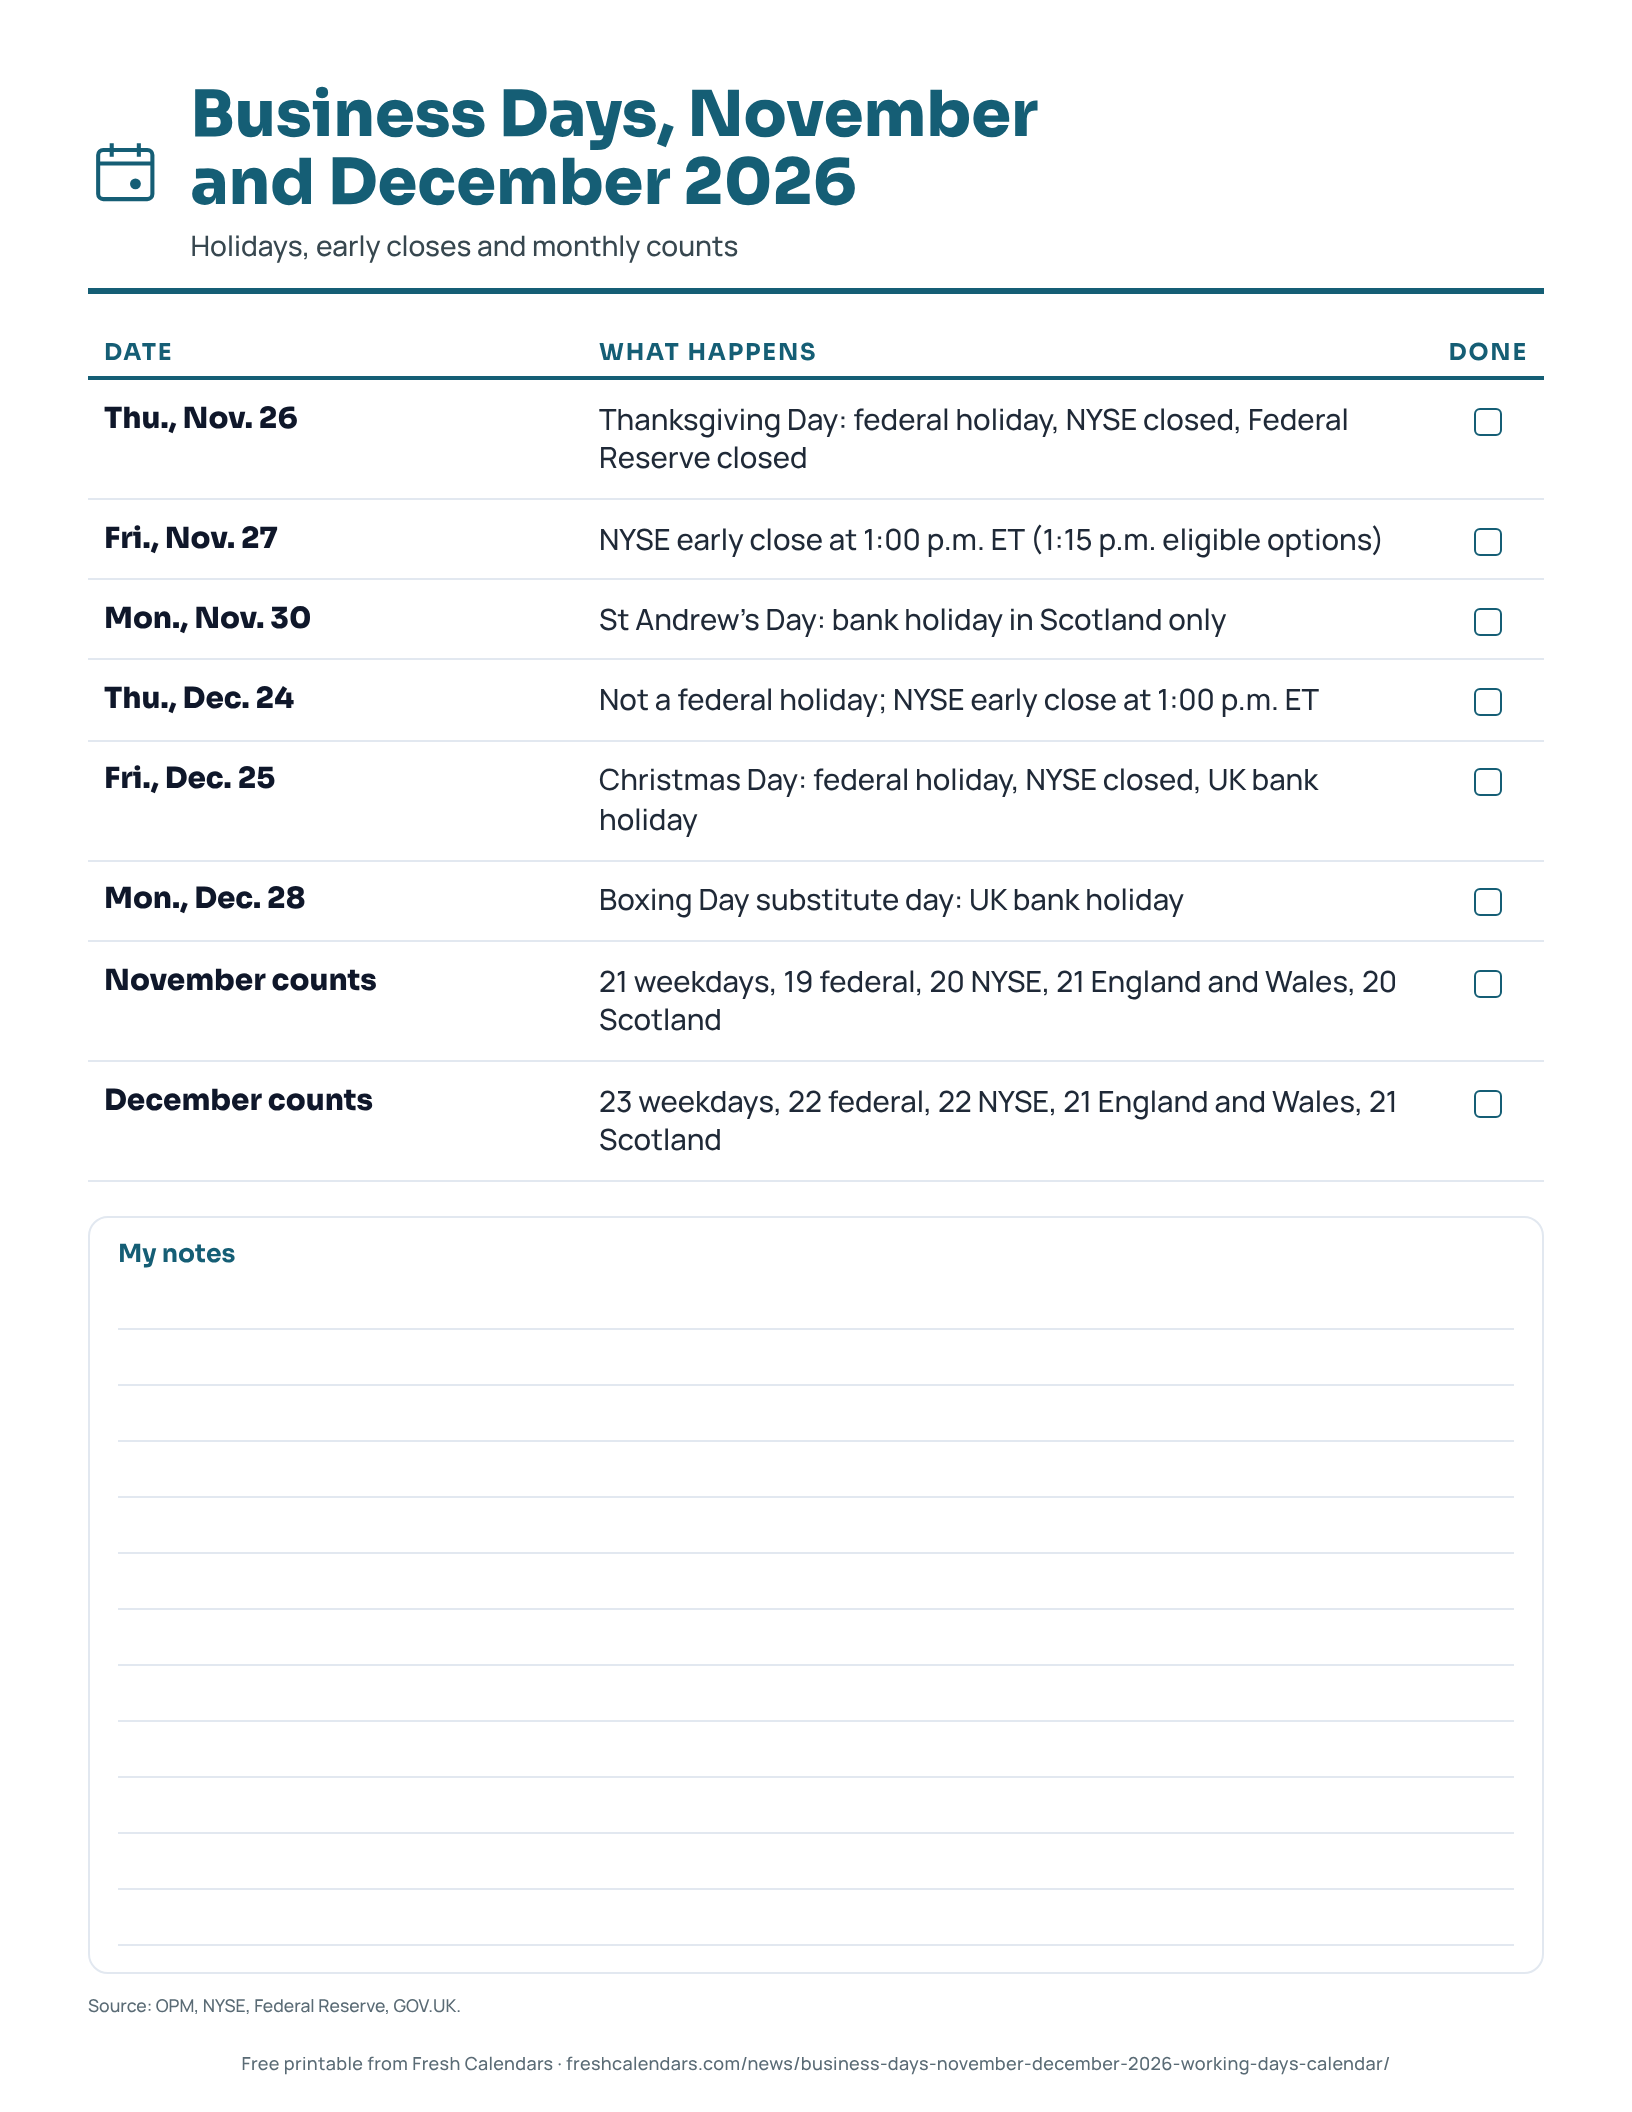 Business Days, November
and December 2026
Holidays, early closes and monthly counts
DATE WHAT HAPPENS DONE
Thu., Nov. 26 Thanksgiving Day: federal holiday, NYSE closed, Federal
Reserve closed
Fri., Nov. 27 NYSE early close at 1:00 p.m. ET (1:15 p.m. eligible options)
Mon., Nov. 30 St Andrew’s Day: bank holiday in Scotland only
Thu., Dec. 24 Not a federal holiday; NYSE early close at 1:00 p.m. ET
Fri., Dec. 25 Christmas Day: federal holiday, NYSE closed, UK bank
holiday
Mon., Dec. 28 Boxing Day substitute day: UK bank holiday
November counts 21 weekdays, 19 federal, 20 NYSE, 21 England and Wales, 20
Scotland
December counts 23 weekdays, 22 federal, 22 NYSE, 21 England and Wales, 21
Scotland
My notes
Source: OPM, NYSE, Federal Reserve, GOV.UK.
Free printable from Fresh Calendars · freshcalendars.com/news/business-days-november-december-2026-working-days-calendar/